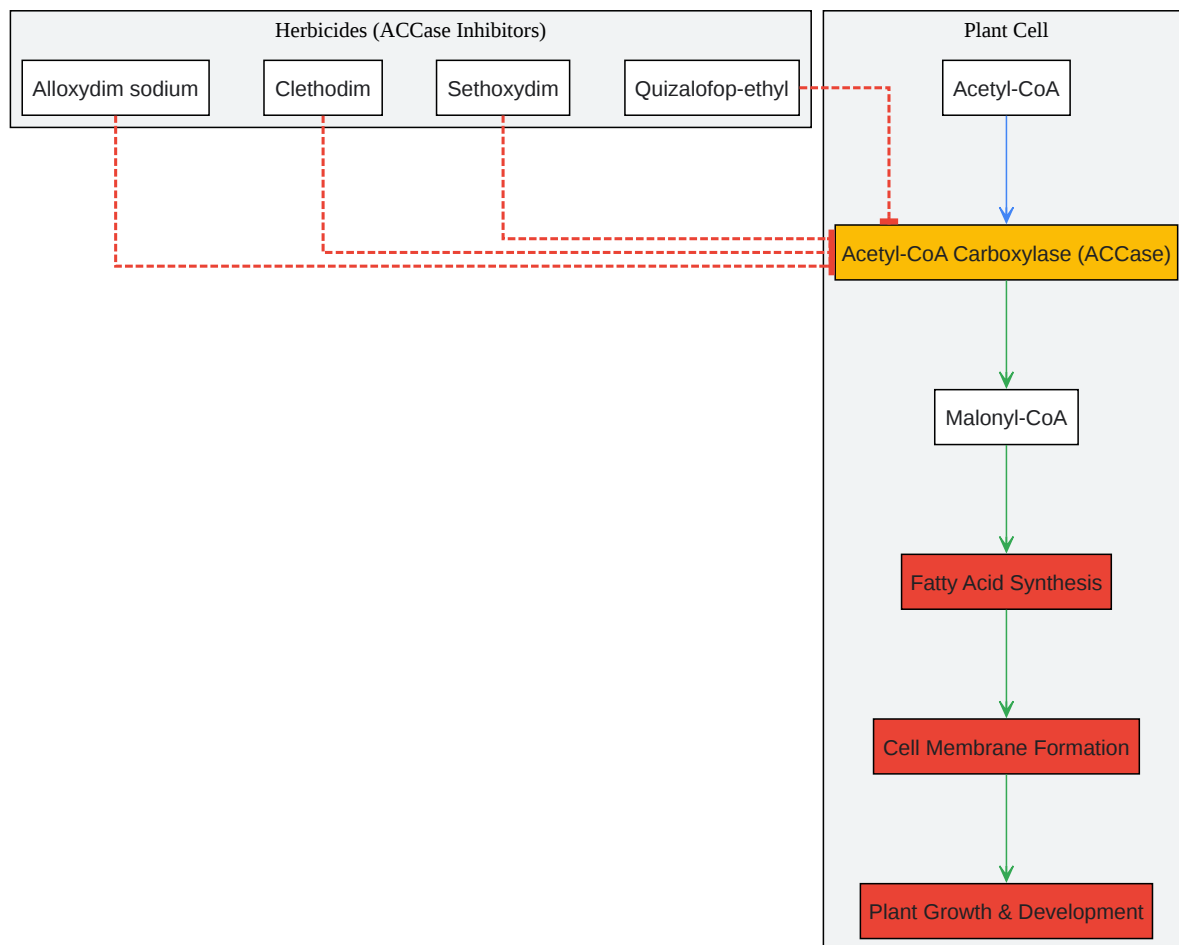 Herbicides (ACCase Inhibitors)
Alloxydim sodium
Clethodim
Sethoxydim
Quizalofop-ethyl
Plant Cell
Acetyl-CoA
Acetyl-CoA Carboxylase (ACCase)
Malonyl-CoA
Fatty Acid Synthesis
Cell Membrane Formation
Plant Growth & Development